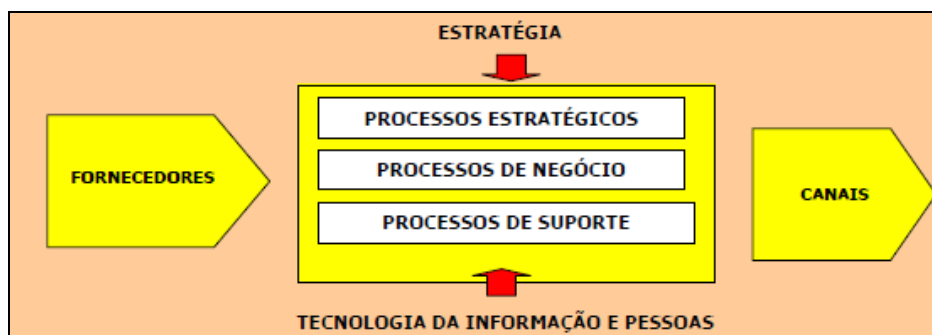 ESTRATÉGIA
PROCESSOS ESTRATÉGICOS
FORNECEDORES
PROCESSOS DE NEGÓCIO
CANAIS
PROCESSOS DE SUPORTE
TECNOLOGIA DA INFORMAÇÃO E PESSOAS